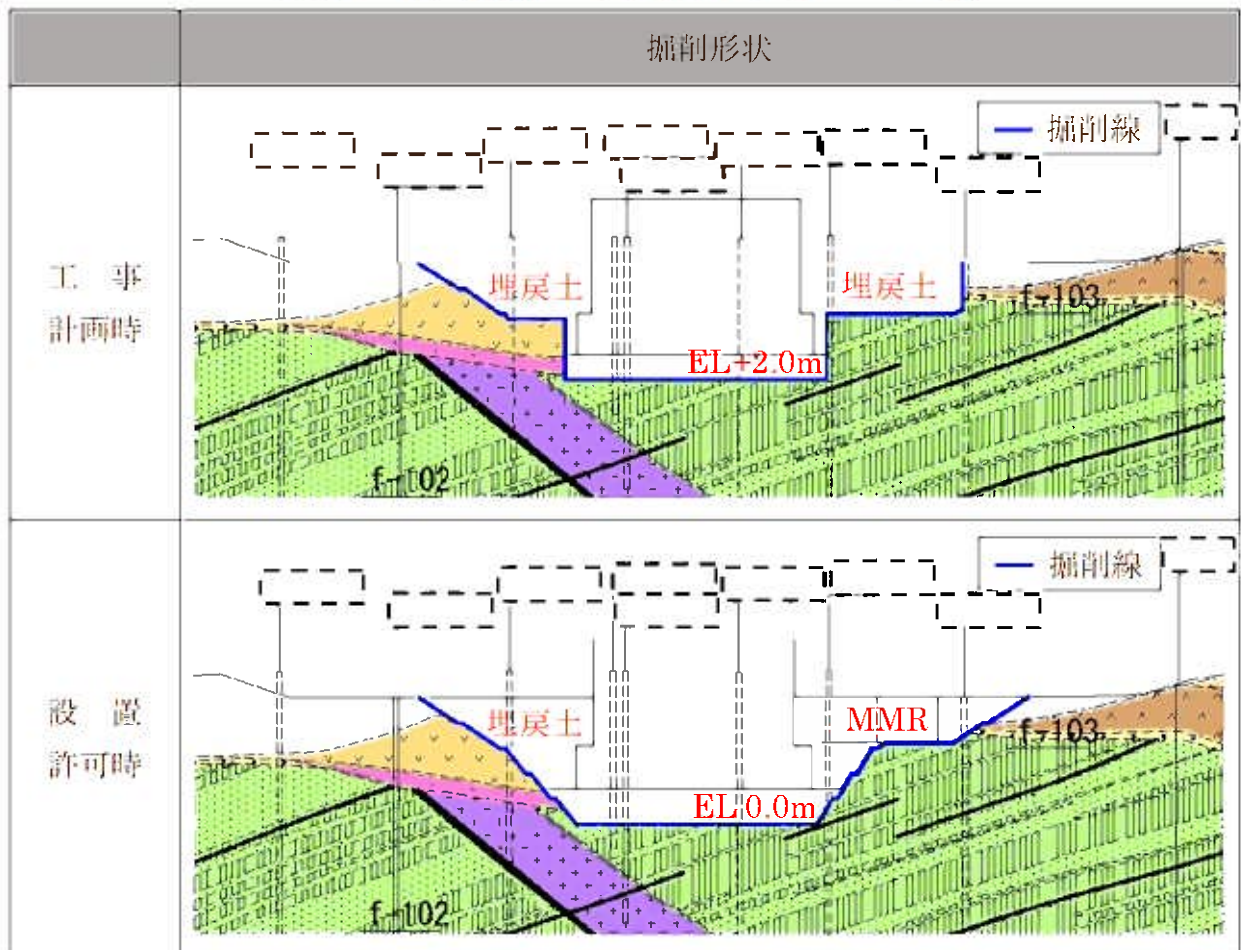 掘削形状
掘削線
工事
計画時
埋戻土
埋戻土
f-103
EL+2.0m
f-102
掘削線
設置
許可時
埋戻土
MMR
f-103
EL 0.0m
f-102